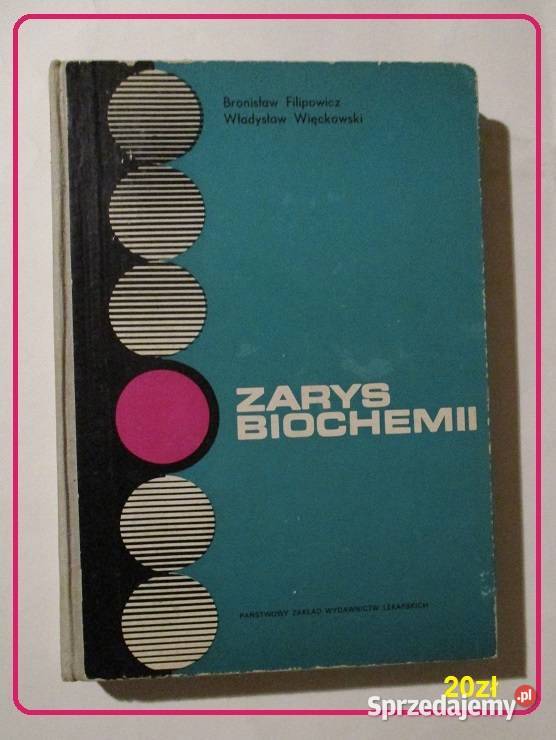 Bronisław Filipowicz
Władysław Więckowski
ZARYS
BIOCHEMII
PAŃSTWOWY ZAKŁAD WYDAWNICTW LEKARSKICH
20zł
Sprzedajemy.pl